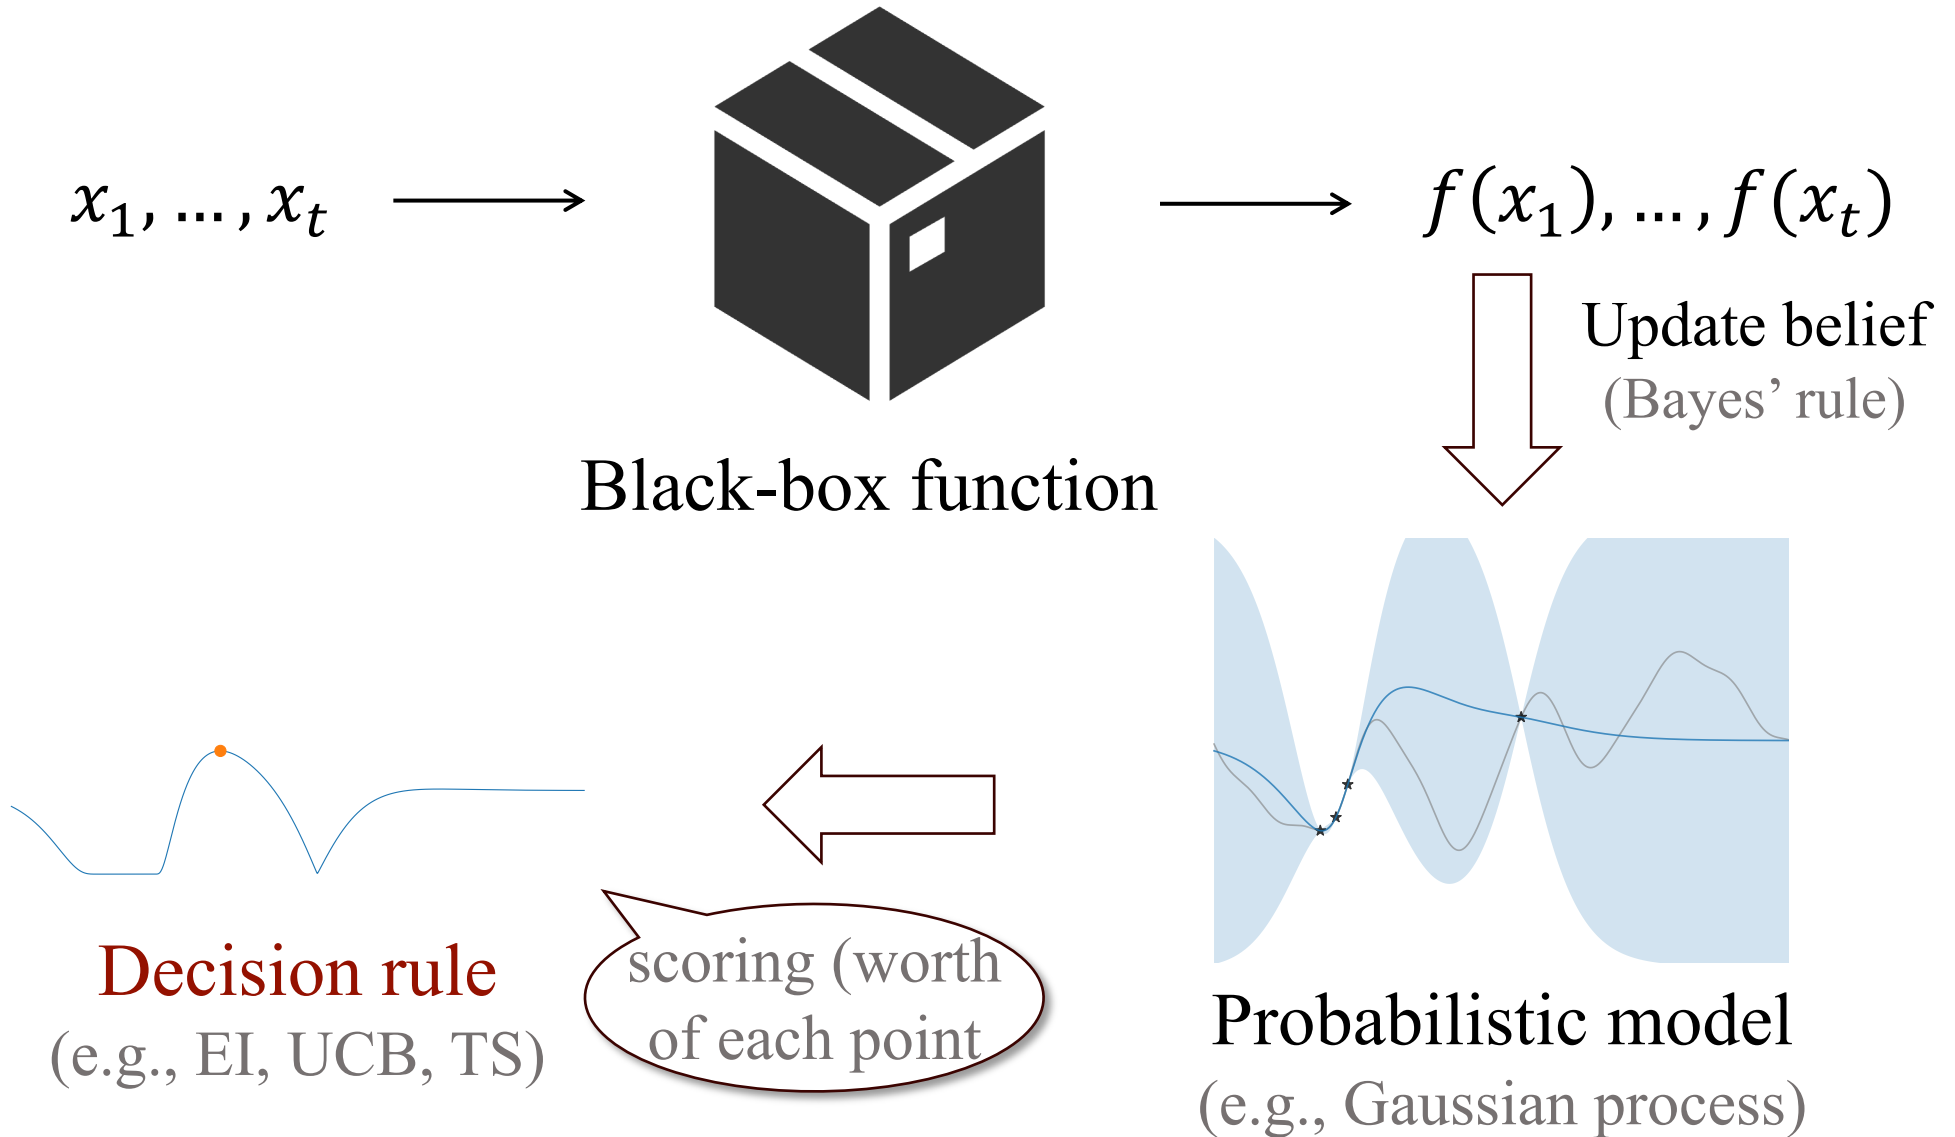 x₁, … , xₜ
f(x₁), … , f(xₜ)
Update belief
(Bayes’ rule)
Black-box function
Decision rule
(e.g., EI, UCB, TS)
scoring (worth
of each point
Probabilistic model
(e.g., Gaussian process)